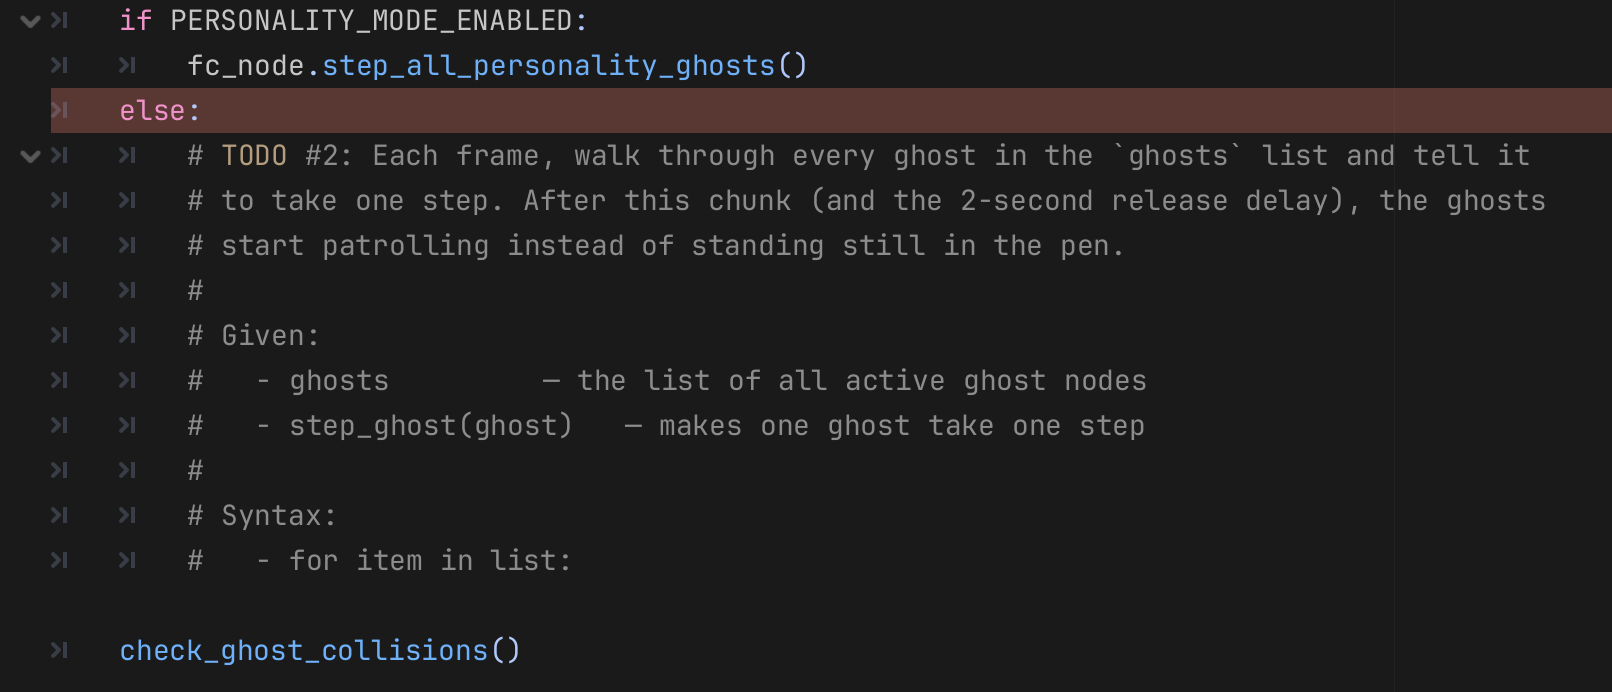 if PERSONALITY_MODE_ENABLED:
fc_node.step_all_personality_ghosts()
else:
# TODO #2: Each frame, walk through every ghost in the `ghosts` list and tell it
# to take one step. After this chunk (and the 2-second release delay), the ghosts
# start patrolling instead of standing still in the pen.
#
# Given:
#   - ghosts         — the list of all active ghost nodes
#   - step_ghost(ghost)   — makes one ghost take one step
#
# Syntax:
#   - for item in list:
check_ghost_collisions()